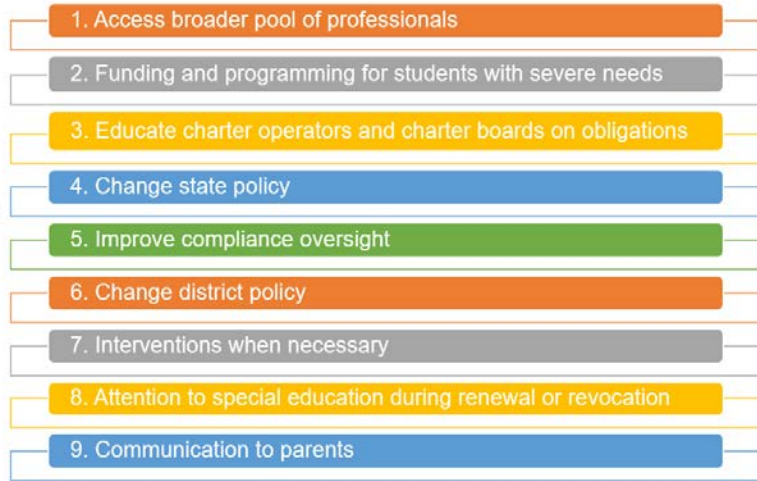 1. Access broader pool of professionals
2. Funding and programming for students with severe needs
3. Educate charter operators and charter boards on obligations
4. Change state policy
5. Improve compliance oversight
6. Change district policy
7. Interventions when necessary
8. Attention to special education during renewal or revocation
9. Communication to parents